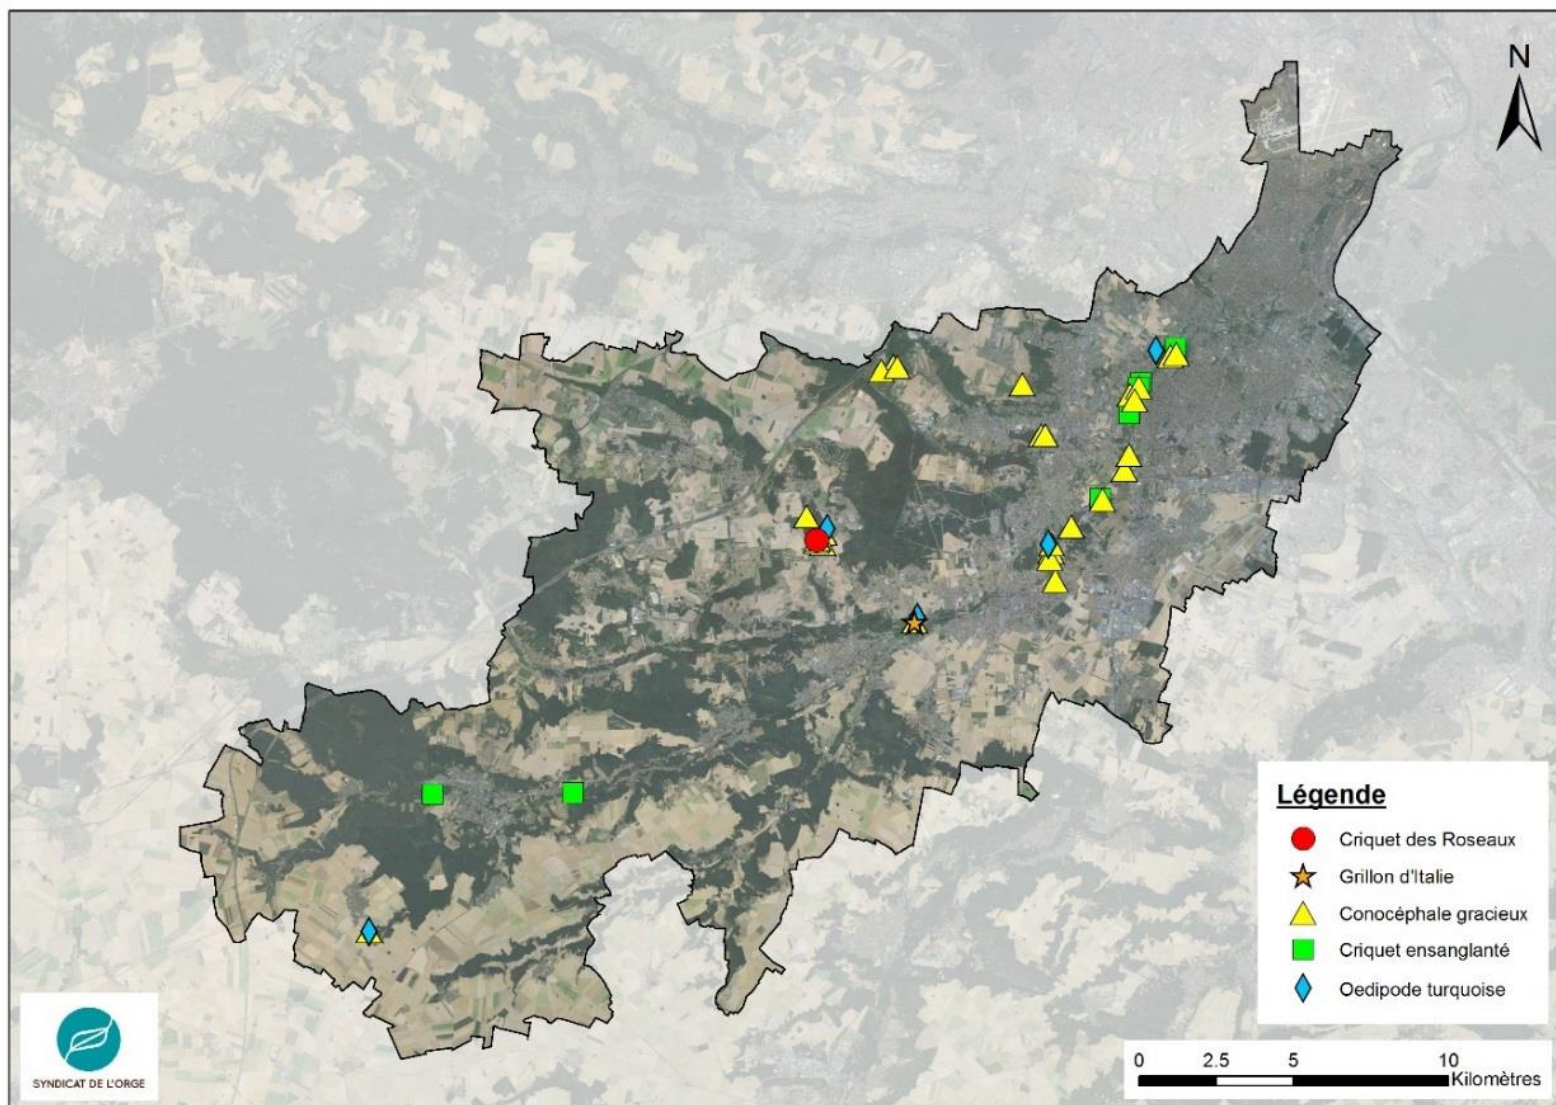 N
Légende
Criquet des Roseaux
Grillon d'Italie
Conocéphale gracieux
Criquet ensanglanté
Oedipode turquoise
SYNDICAT DE L'ORGE
0 2.5 5 10
Kilomètres